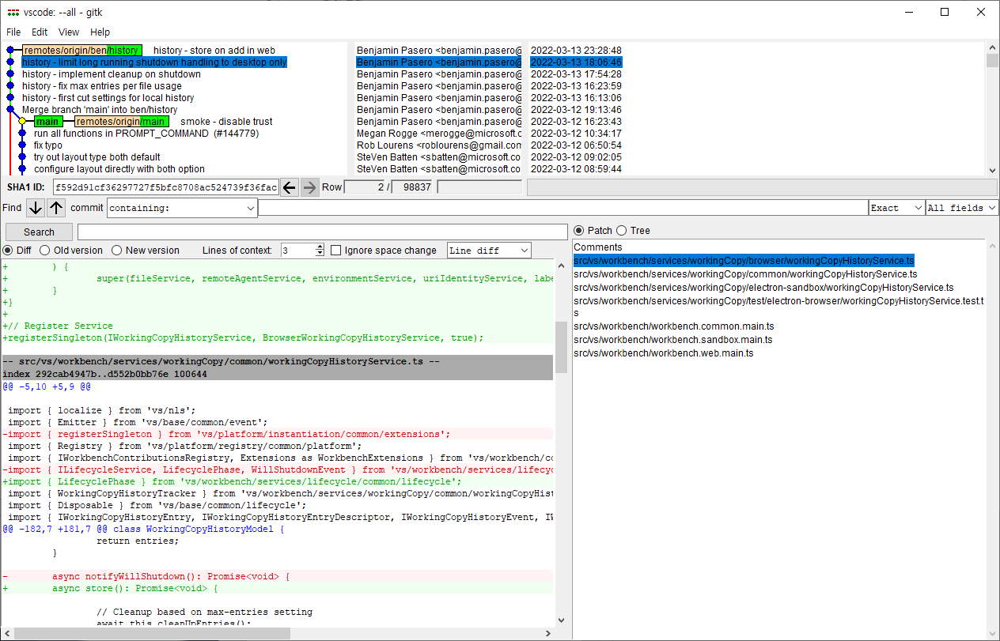 vscode: --all - gitk
File Edit View Help
remotes/origin/ben/history history - store on add in web Benjamin Pasero <benjamin.pasero@ 2022-03-13 23:28:48
history - limit long running shutdown handling to desktop only Benjamin Pasero <benjamin.pasero@ 2022-03-13 18:06:46
history - implement cleanup on shutdown Benjamin Pasero <benjamin.pasero@ 2022-03-13 17:54:28
history - fix max entries per file usage Benjamin Pasero <benjamin.pasero@ 2022-03-13 16:23:59
history - first cut settings for local history Benjamin Pasero <benjamin.pasero@ 2022-03-13 16:13:06
Merge branch 'main' into ben/history Benjamin Pasero <benjamin.pasero@ 2022-03-12 19:13:46
main remotes/origin/main smoke - disable trust Benjamin Pasero <benjamin.pasero@ 2022-03-12 16:23:43
run all functions in PROMPT_COMMAND (#144779) Megan Rogge <merogge@microsoft.c 2022-03-12 10:34:17
fix typo Rob Lourens <roblourens@gmail.com 2022-03-12 06:50:54
try out layout type both default SteVen Batten <sbatten@microsoft.co 2022-03-12 09:02:05
configure layout directly with both option SteVen Batten <sbatten@microsoft.co 2022-03-12 08:59:44
SHA1 ID: f592d91cf36297727f5bfc8708ac524739f36fac Row 2 / 98837
Find commit containing: Exact All fields
Search
Diff Old version New version Lines of context: 3 Ignore space change Line diff
+ ) {
+ super(fileService, remoteAgentService, environmentService, uriIdentityService, labe
+ }
+}
+
+// Register Service
+registerSingleton(IWorkingCopyHistoryService, BrowserWorkingCopyHistoryService, true);
-- src/vs/workbench/services/workingCopy/common/workingCopyHistoryService.ts --
index 292cab4947b..d552b0bb76e 100644
@@ -5,10 +5,9 @@
import { localize } from 'vs/nls';
import { Emitter } from 'vs/base/common/event';
-import { registerSingleton } from 'vs/platform/instantiation/common/extensions';
import { Registry } from 'vs/platform/registry/common/platform';
import { IWorkbenchContributionsRegistry, Extensions as WorkbenchExtensions } from 'vs/workbench/co
-import { ILifecycleService, LifecyclePhase, WillShutdownEvent } from 'vs/workbench/services/lifecyc
+import { LifecyclePhase } from 'vs/workbench/services/lifecycle/common/lifecycle';
import { WorkingCopyHistoryTracker } from 'vs/workbench/services/workingCopy/common/workingCopyHist
import { Disposable } from 'vs/base/common/lifecycle';
import { IWorkingCopyHistoryEntry, IWorkingCopyHistoryEntryDescriptor, IWorkingCopyHistoryEvent, IW
@@ -182,7 +181,7 @@ class WorkingCopyHistoryModel {
return entries;
}
- async notifyWillShutdown(): Promise<void> {
+ async store(): Promise<void> {
// Cleanup based on max-entries setting
await this.cleanUpEntries();
Patch Tree
Comments
src/vs/workbench/services/workingCopy/browser/workingCopyHistoryService.ts
src/vs/workbench/services/workingCopy/common/workingCopyHistoryService.ts
src/vs/workbench/services/workingCopy/electron-sandbox/workingCopyHistoryService.ts
src/vs/workbench/services/workingCopy/test/electron-browser/workingCopyHistoryService.test.t
s
src/vs/workbench/workbench.common.main.ts
src/vs/workbench/workbench.sandbox.main.ts
src/vs/workbench/workbench.web.main.ts